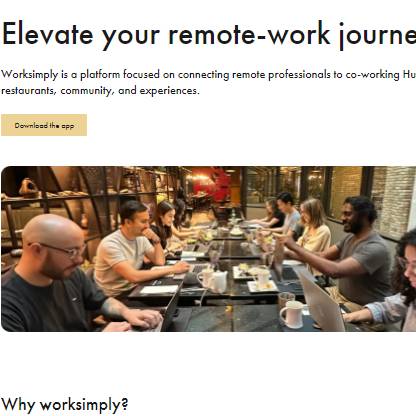 Elevate your remote-work journe
Worksimply is a platform focused on connecting remote professionals to co-working Hu
restaurants, community, and experiences.
Download the app
Why worksimply?